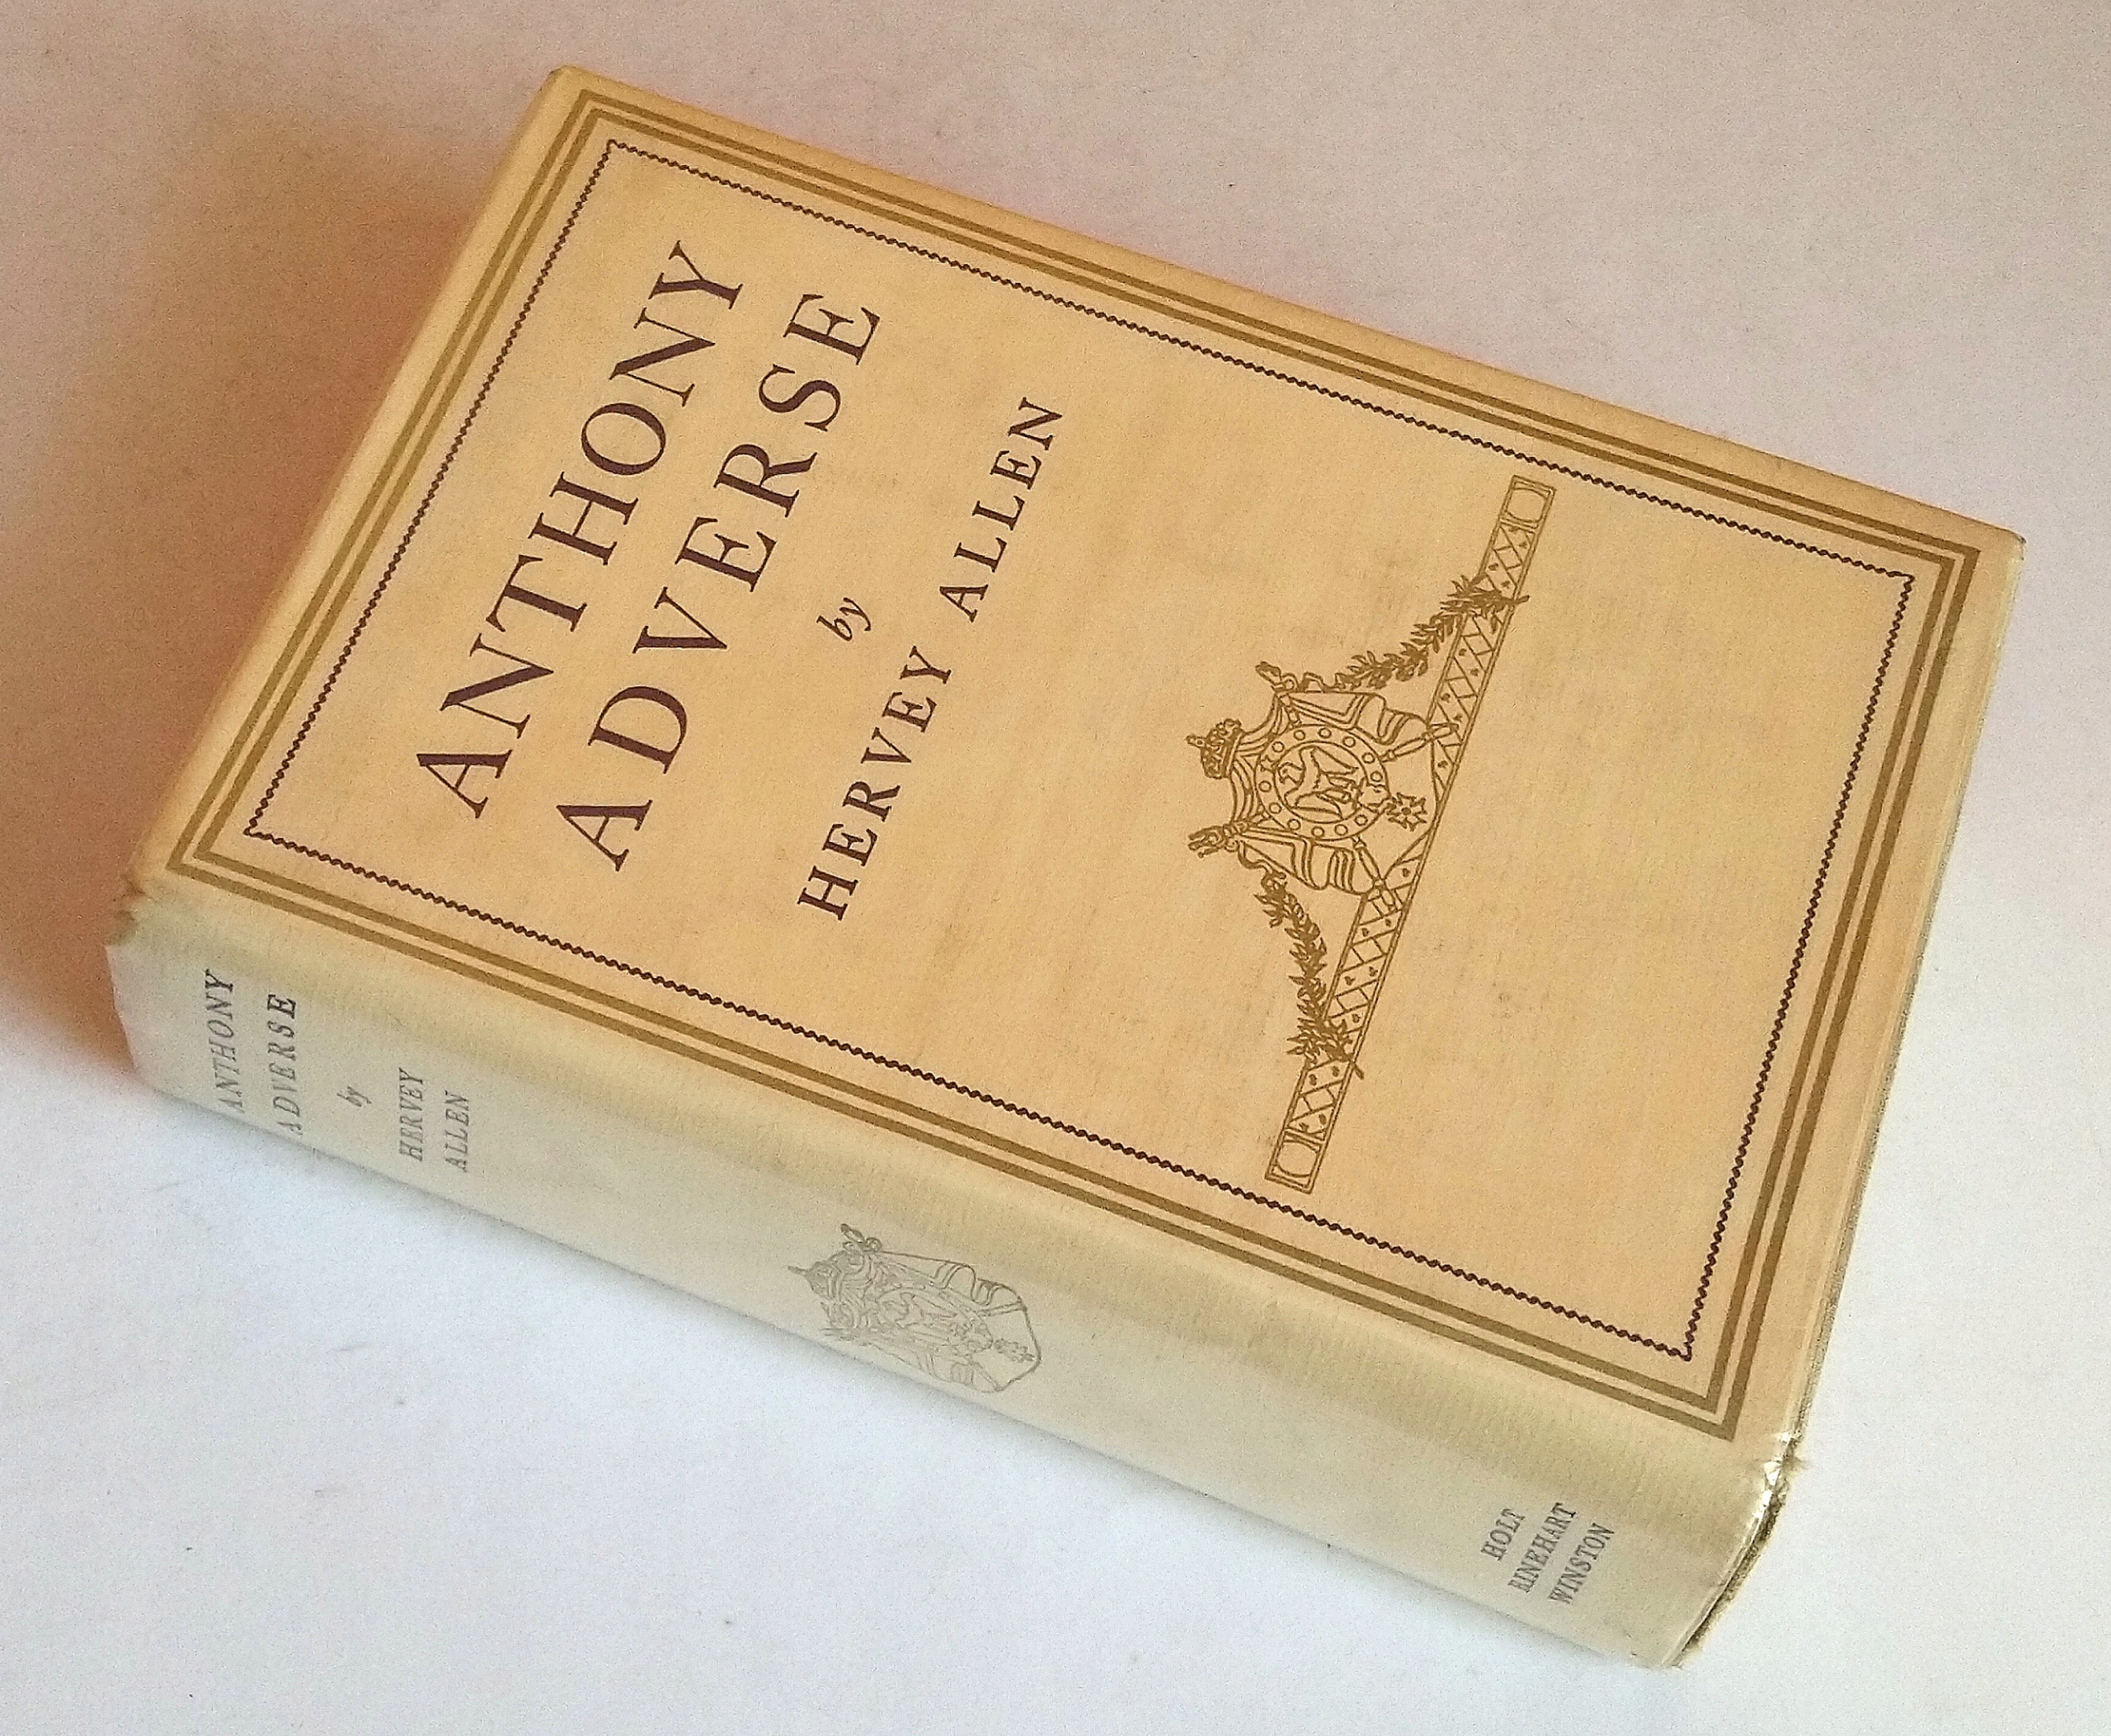 ANTHONY
ADVERSE
by
HERVEY ALLEN
ANTHONY
ADVERSE
by
HERVEY
ALLEN
HOLT
RINEHART
WINSTON